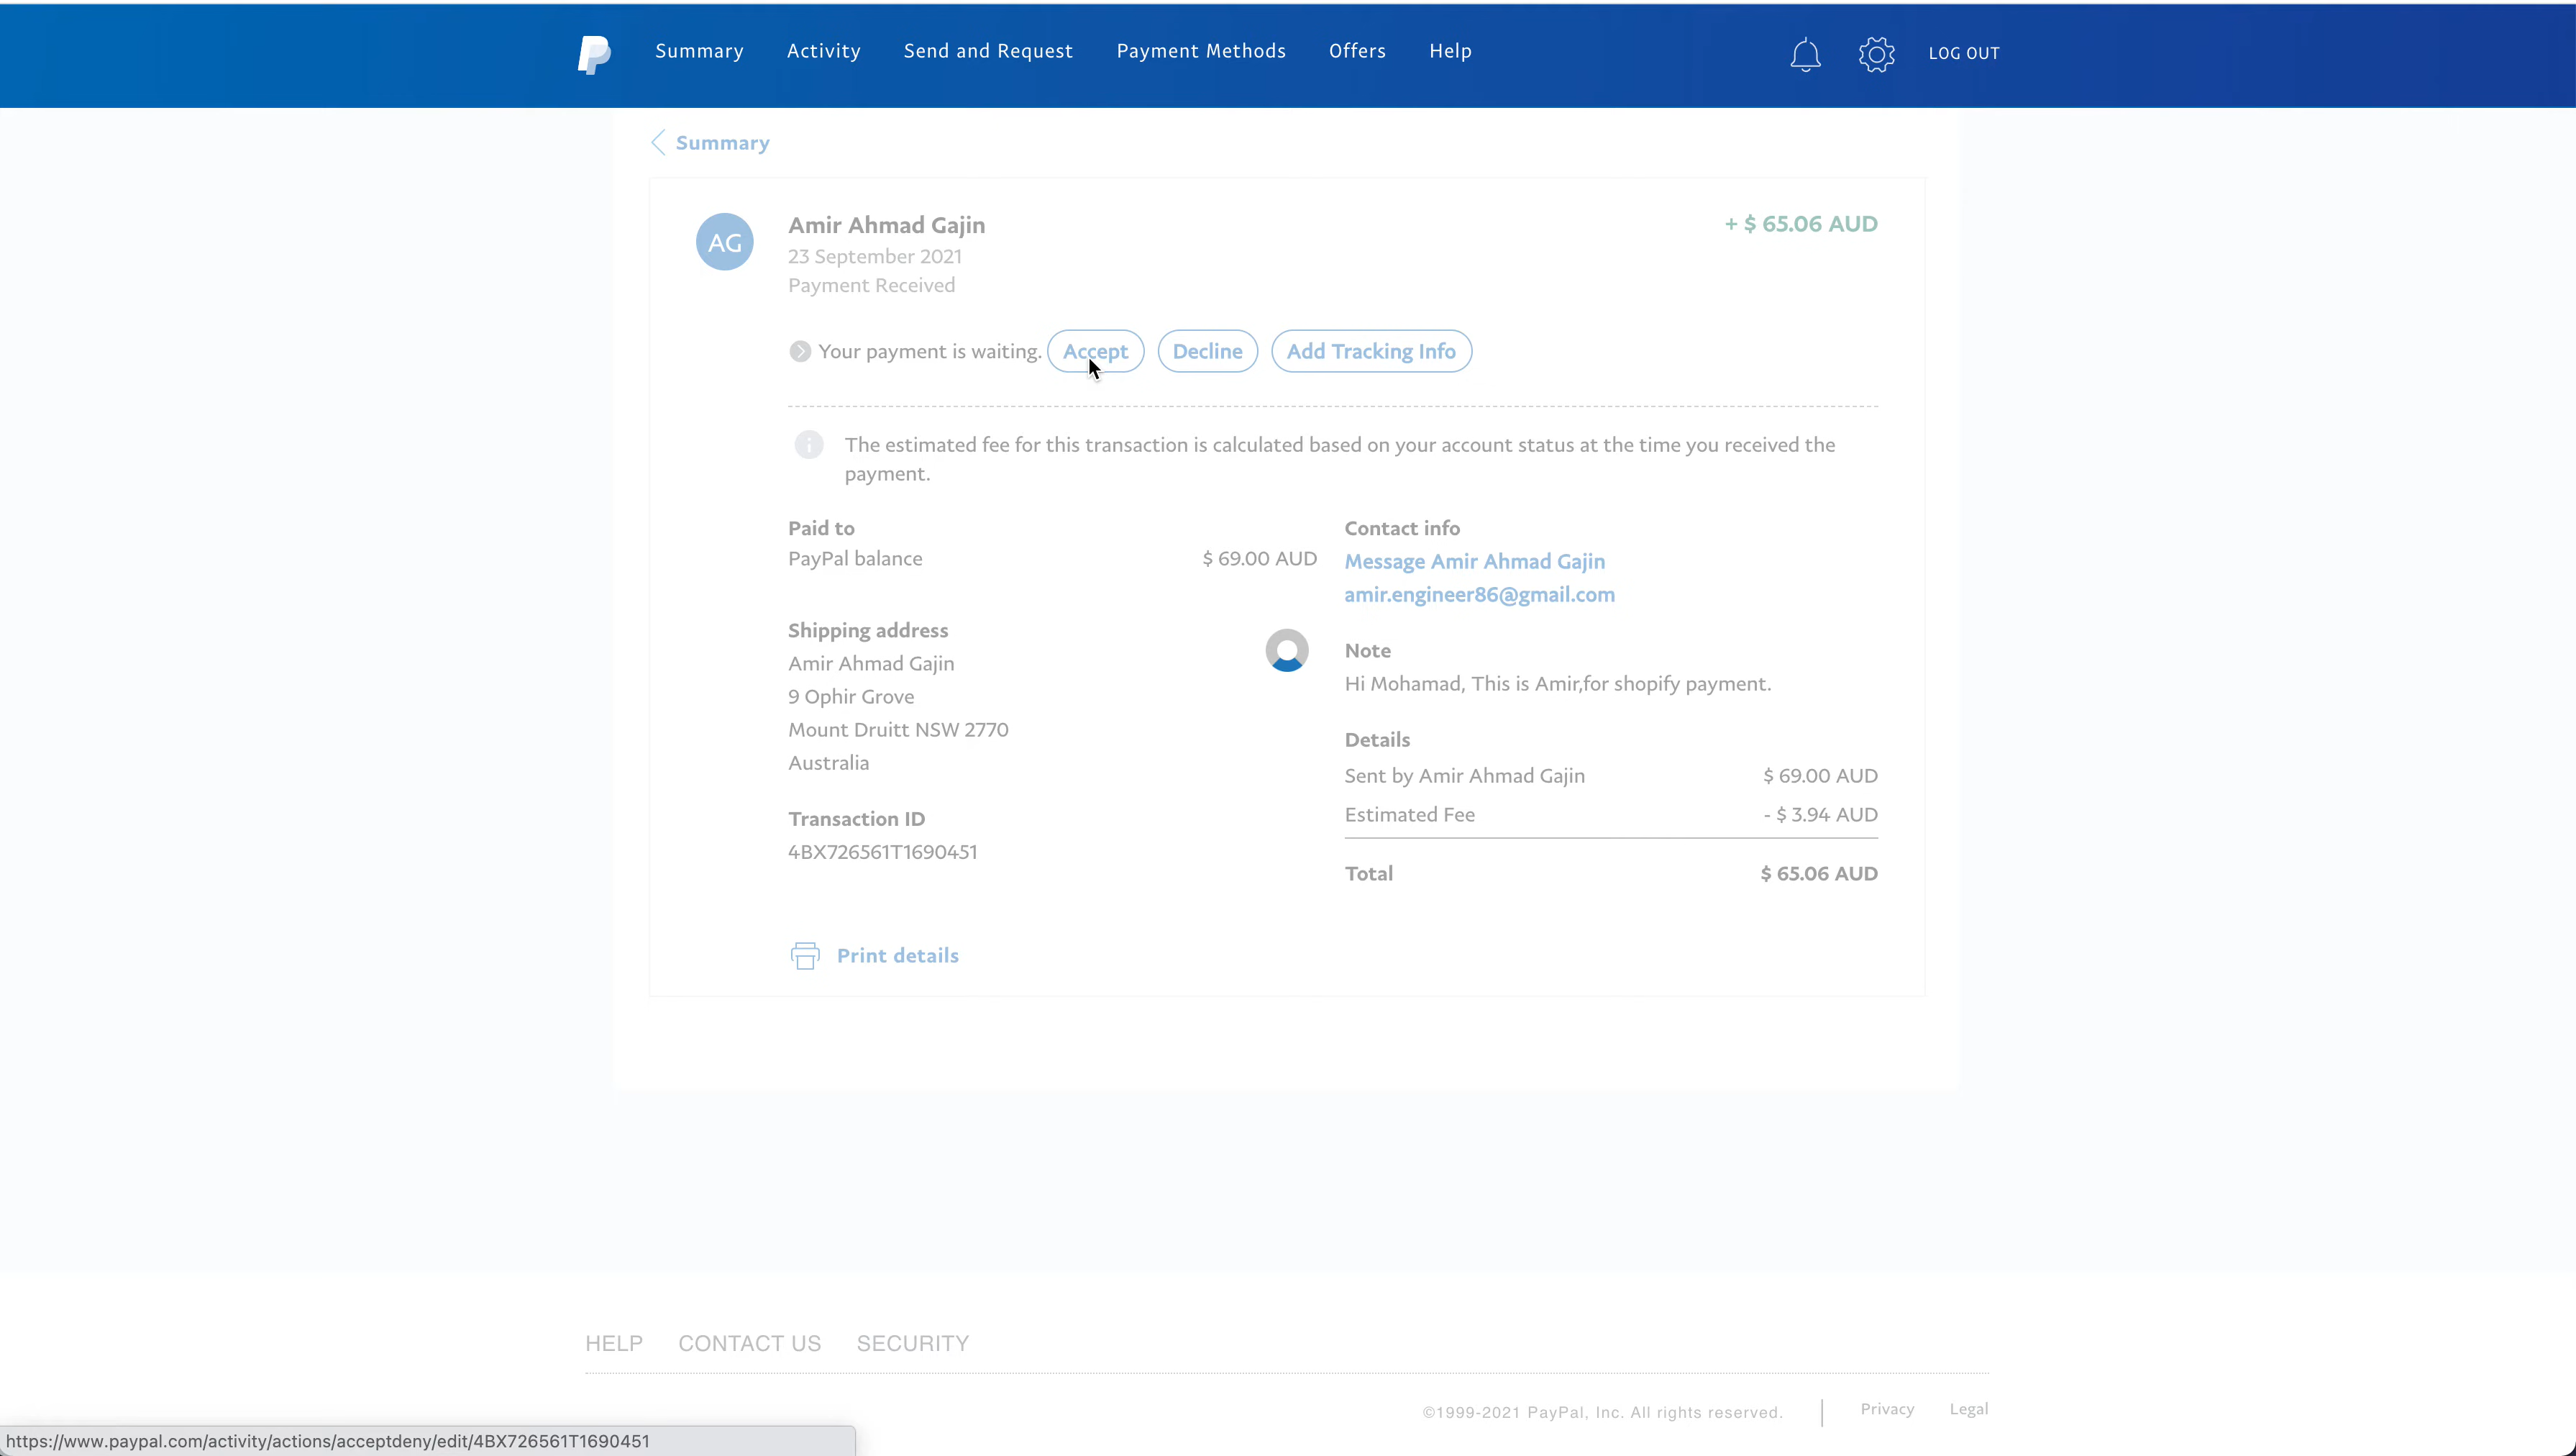 Summary
Activity
Send and Request
Payment Methods
Offers
Help
LOG OUT
Summary
AG
Amir Ahmad Gajin
+ $ 65.06 AUD
23 September 2021
Payment Received
Your payment is waiting.
Accept
Decline
Add Tracking Info
The estimated fee for this transaction is calculated based on your account status at the time you received the
payment.
Paid to
PayPal balance
$ 69.00 AUD
Shipping address
Amir Ahmad Gajin
9 Ophir Grove
Mount Druitt NSW 2770
Australia
Transaction ID
4BX726561T1690451
Contact info
Message Amir Ahmad Gajin
amir.engineer86@gmail.com
Note
Hi Mohamad, This is Amir,for shopify payment.
Details
Sent by Amir Ahmad Gajin
$ 69.00 AUD
Estimated Fee
- $ 3.94 AUD
Total
$ 65.06 AUD
Print details
HELP
CONTACT US
SECURITY
©1999-2021 PayPal, Inc. All rights reserved.
Privacy
Legal
https://www.paypal.com/activity/actions/acceptdeny/edit/4BX726561T1690451